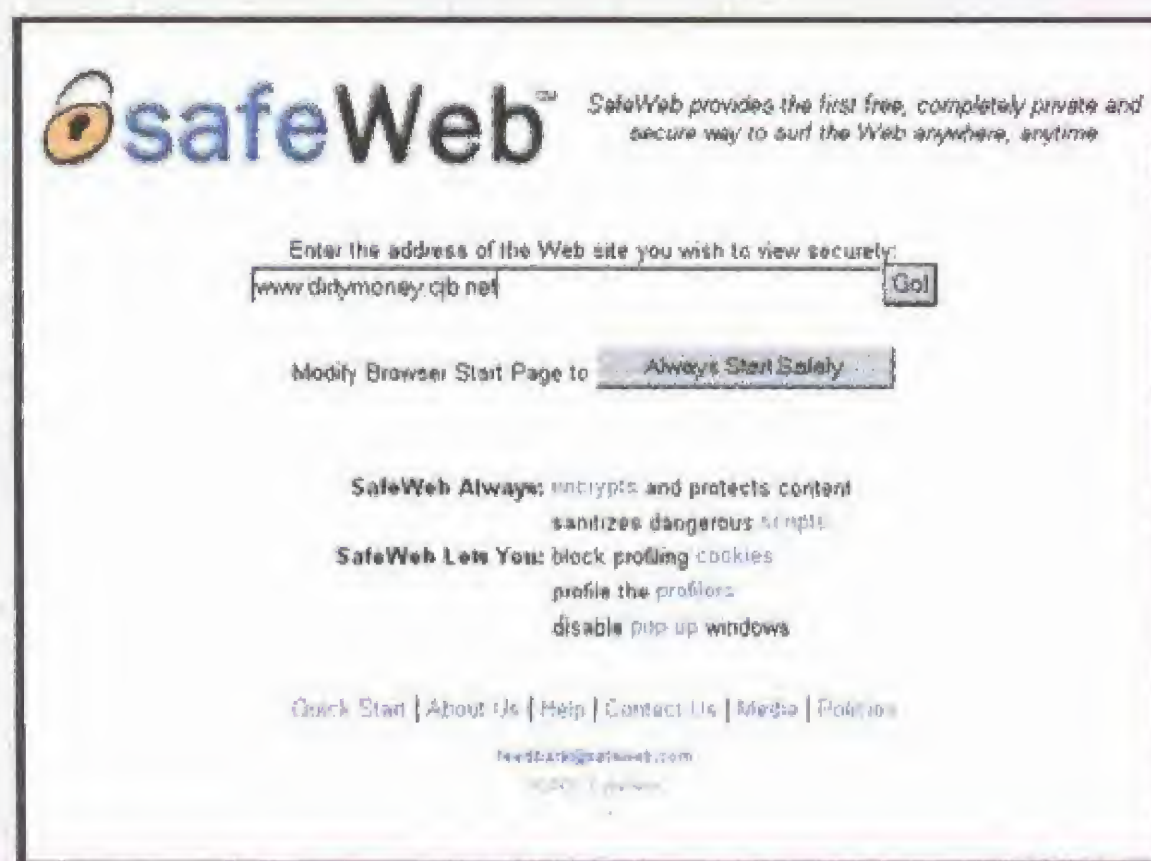 safeWeb™
SafeWeb provides the first free, completely private and
secure way to surf the Web anywhere, anytime
Enter the address of the Web site you wish to view securely:
www.dirtymoney.cjb.net
Go!
Modify Browser Start Page to Always Start Safely
SafeWeb Always: encrypts and protects content
sanitizes dangerous scripts
SafeWeb Lets You: block profiling cookies
profile the profilers
disable pop up windows
Quick Start | About Us | Help | Contact Us | Media | Policies
feedback@safeweb.com